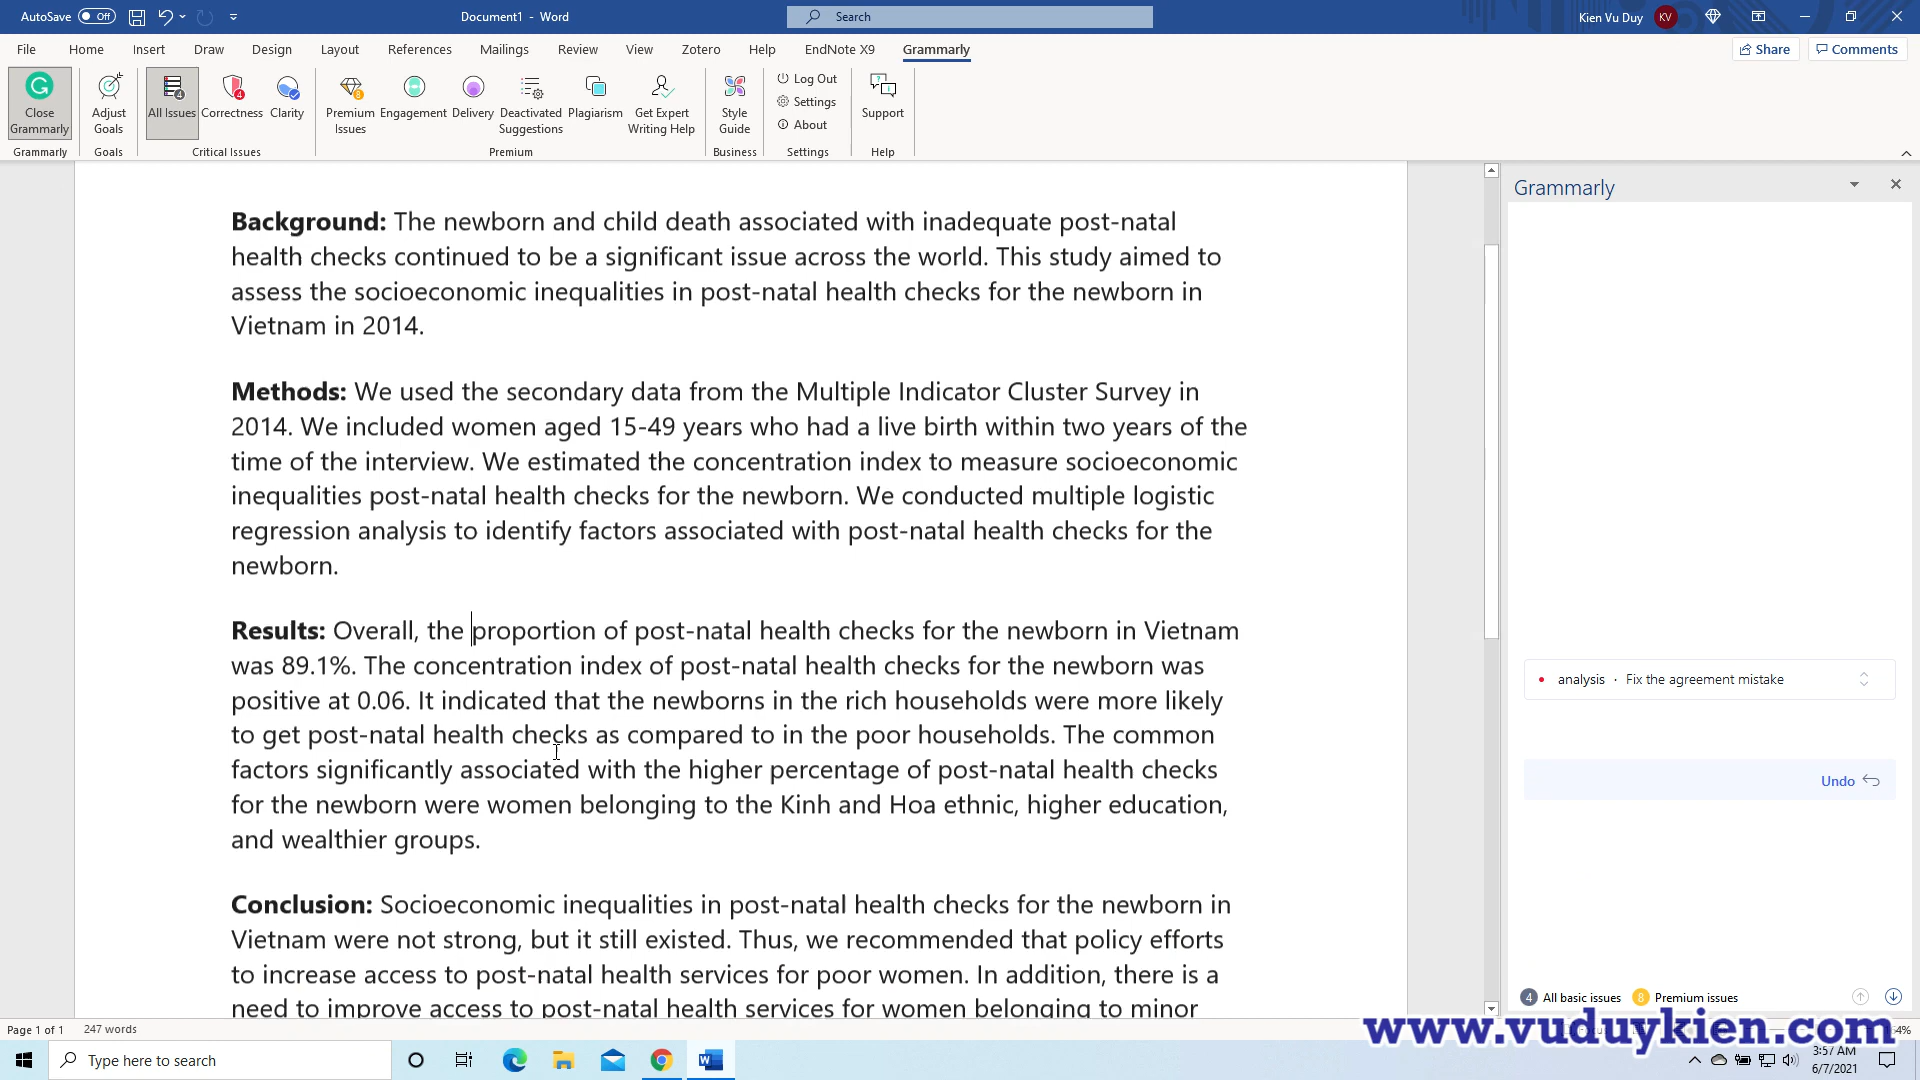 AutoSave Off Document1 - Word Search Kien Vu Duy KV
File Home Insert Draw Design Layout References Mailings Review View Zotero Help EndNote X9 Grammarly Share Comments
Close Grammarly
Adjust Goals
4 All Issues
4 Correctness
Clarity
8 Premium Issues
Engagement
Delivery
Deactivated Suggestions
Plagiarism
Get Expert Writing Help
Style Guide
Log Out
Settings
About
Support
Grammarly Goals Critical Issues Premium Business Settings Help
Background: The newborn and child death associated with inadequate post-natal
health checks continued to be a significant issue across the world. This study aimed to
assess the socioeconomic inequalities in post-natal health checks for the newborn in
Vietnam in 2014.
Methods: We used the secondary data from the Multiple Indicator Cluster Survey in
2014. We included women aged 15-49 years who had a live birth within two years of the
time of the interview. We estimated the concentration index to measure socioeconomic
inequalities post-natal health checks for the newborn. We conducted multiple logistic
regression analysis to identify factors associated with post-natal health checks for the
newborn.
Results: Overall, the proportion of post-natal health checks for the newborn in Vietnam
was 89.1%. The concentration index of post-natal health checks for the newborn was
positive at 0.06. It indicated that the newborns in the rich households were more likely
to get post-natal health checks as compared to in the poor households. The common
factors significantly associated with the higher percentage of post-natal health checks
for the newborn were women belonging to the Kinh and Hoa ethnic, higher education,
and wealthier groups.
Conclusion: Socioeconomic inequalities in post-natal health checks for the newborn in
Vietnam were not strong, but it still existed. Thus, we recommended that policy efforts
to increase access to post-natal health services for poor women. In addition, there is a
need to improve access to post-natal health services for women belonging to minor
Grammarly
analysis · Fix the agreement mistake
Undo
4 All basic issues 8 Premium issues
Page 1 of 1 247 words
www.vuduykien.com
Type here to search
3:57 AM
6/7/2021